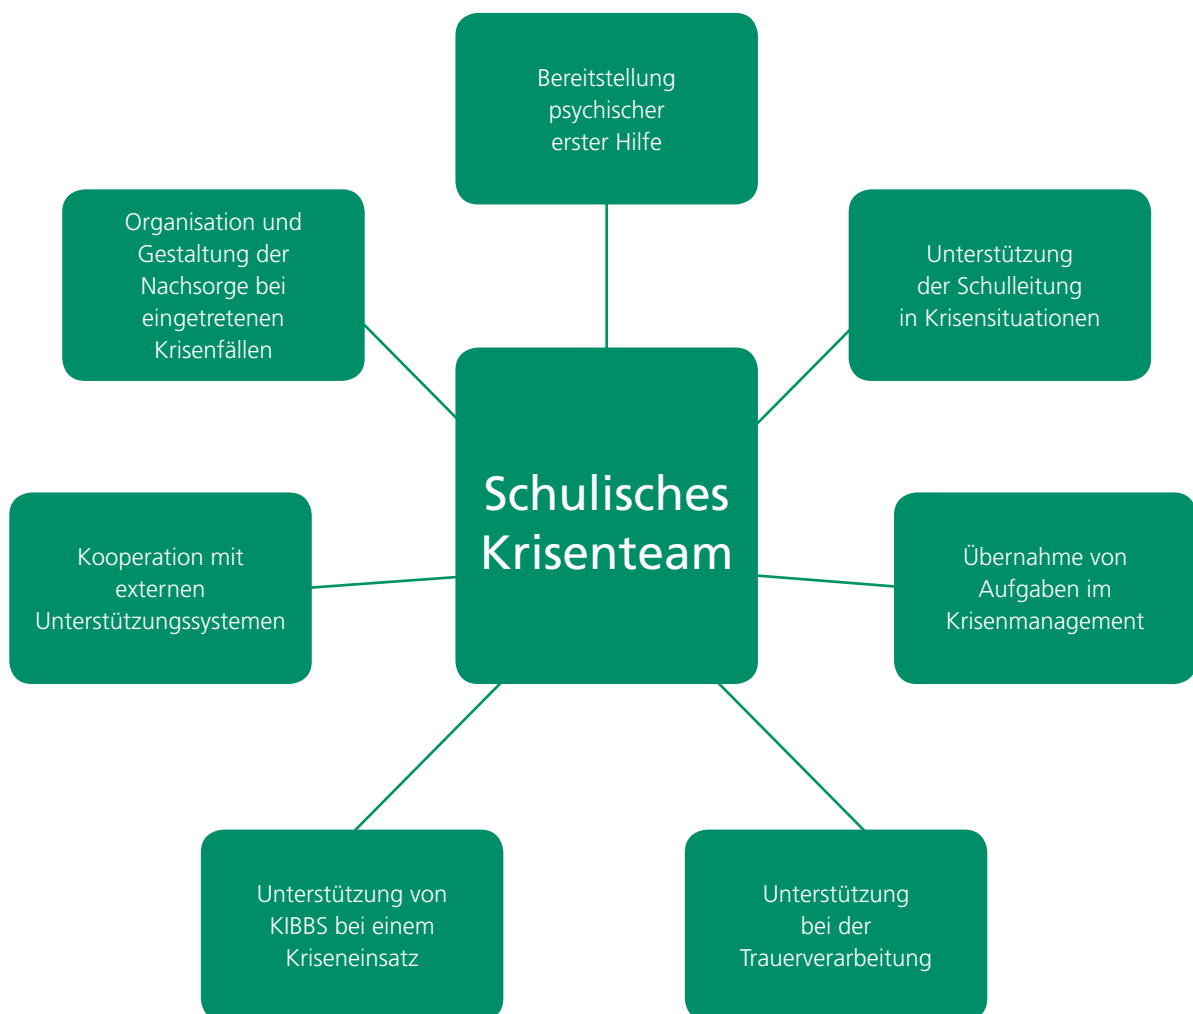 Bereitstellung
psychischer
erster Hilfe
Organisation und
Gestaltung der
Nachsorge bei
eingetretenen
Krisenfällen
Unterstützung
der Schulleitung
in Krisensituationen
Schulisches
Krisenteam
Kooperation mit
externen
Unterstützungssystemen
Übernahme von
Aufgaben im
Krisenmanagement
Unterstützung von
KIBBS bei einem
Kriseneinsatz
Unterstützung
bei der
Trauerverarbeitung